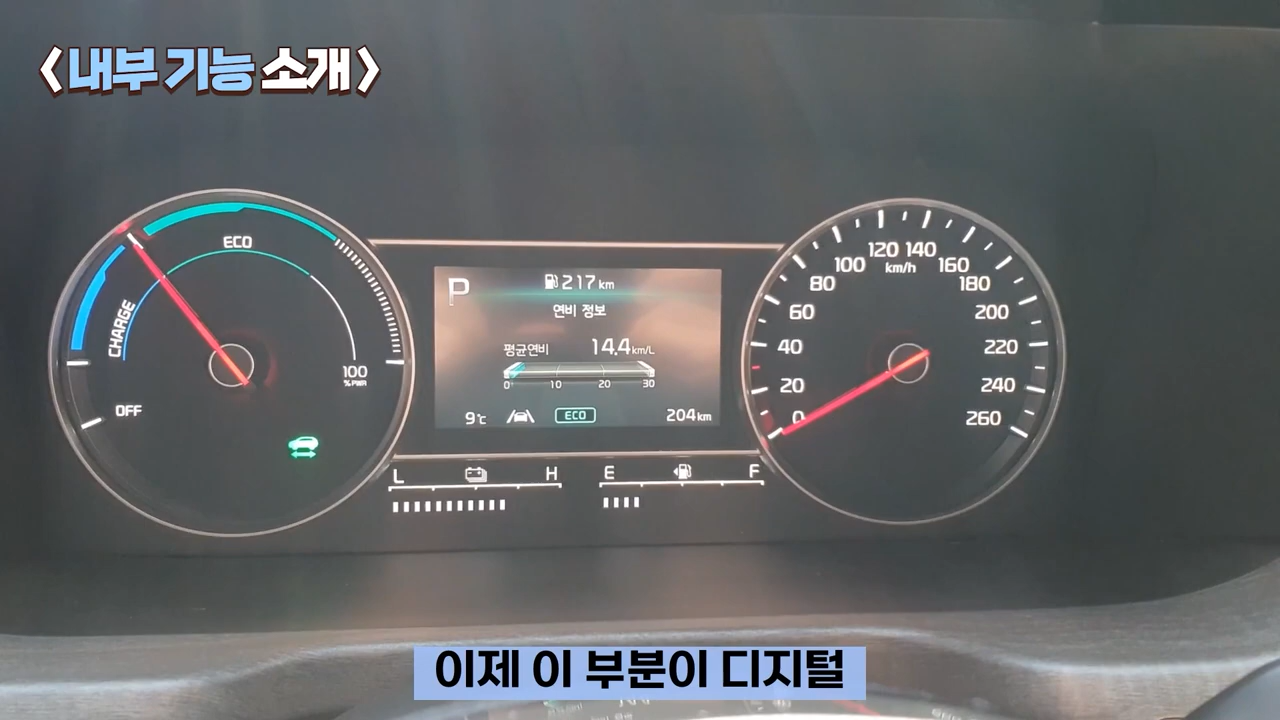 〈내부 기능 소개〉
ECO
CHARGE
100
%PWR
OFF
P
217 km
연비 정보
평균연비 14.4 km/L
0 10 20 30
9℃ ECO 204 km
L H
E F
0 20 40 60 80 100 120 140 160 180 200 220 240 260
km/h
이제 이 부분이 디지털